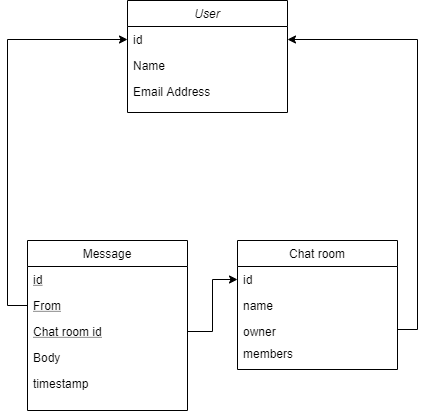 User
id
Name
Email Address
Message
id
From
Chat room id
Body
timestamp
Chat room
id
name
owner
members